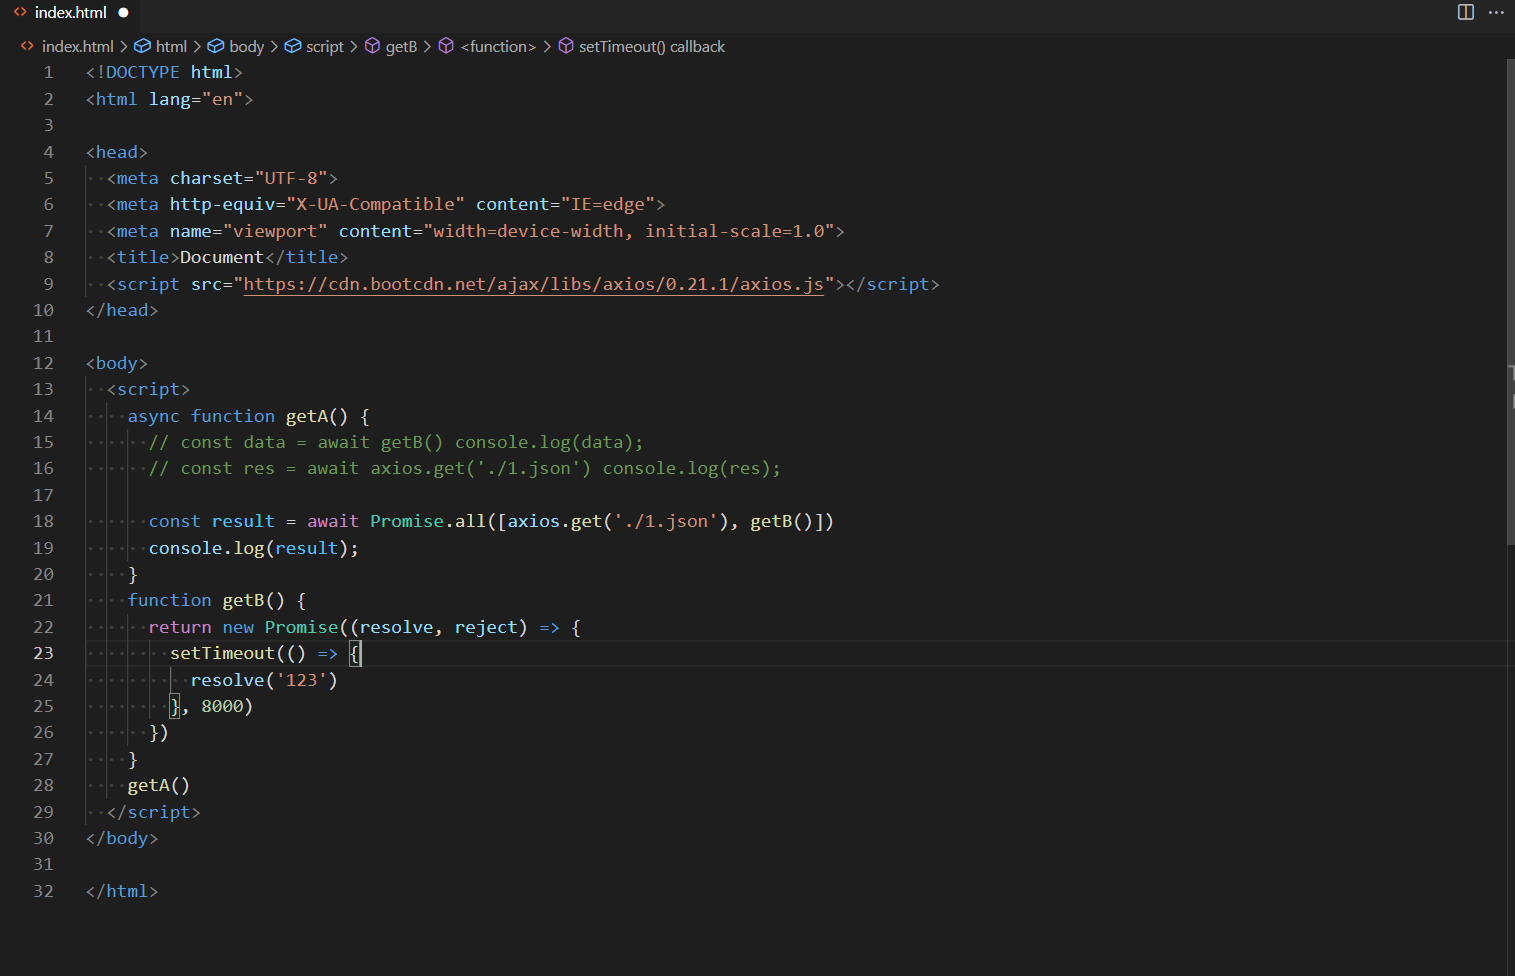 index.html
index.html > html > body > script > getB > <function> > setTimeout() callback
1 <!DOCTYPE html>
2 <html lang="en">
3
4 <head>
5 <meta charset="UTF-8">
6 <meta http-equiv="X-UA-Compatible" content="IE=edge">
7 <meta name="viewport" content="width=device-width, initial-scale=1.0">
8 <title>Document</title>
9 <script src="https://cdn.bootcdn.net/ajax/libs/axios/0.21.1/axios.js"></script>
10 </head>
11
12 <body>
13 <script>
14 async function getA() {
15 // const data = await getB() console.log(data);
16 // const res = await axios.get('./1.json') console.log(res);
17
18 const result = await Promise.all([axios.get('./1.json'), getB()])
19 console.log(result);
20 }
21 function getB() {
22 return new Promise((resolve, reject) => {
23 setTimeout(() => {
24 resolve('123')
25 }, 8000)
26 })
27 }
28 getA()
29 </script>
30 </body>
31
32 </html>